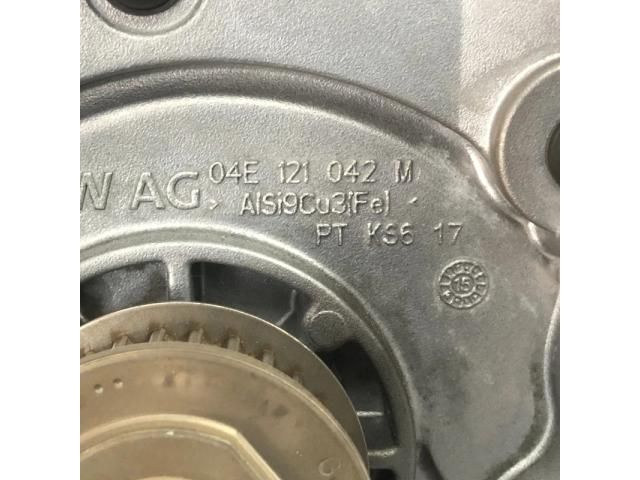 W AG 04E 121 042 M
> AlSi9Cu3(Fe) <
PT KS6 17
15